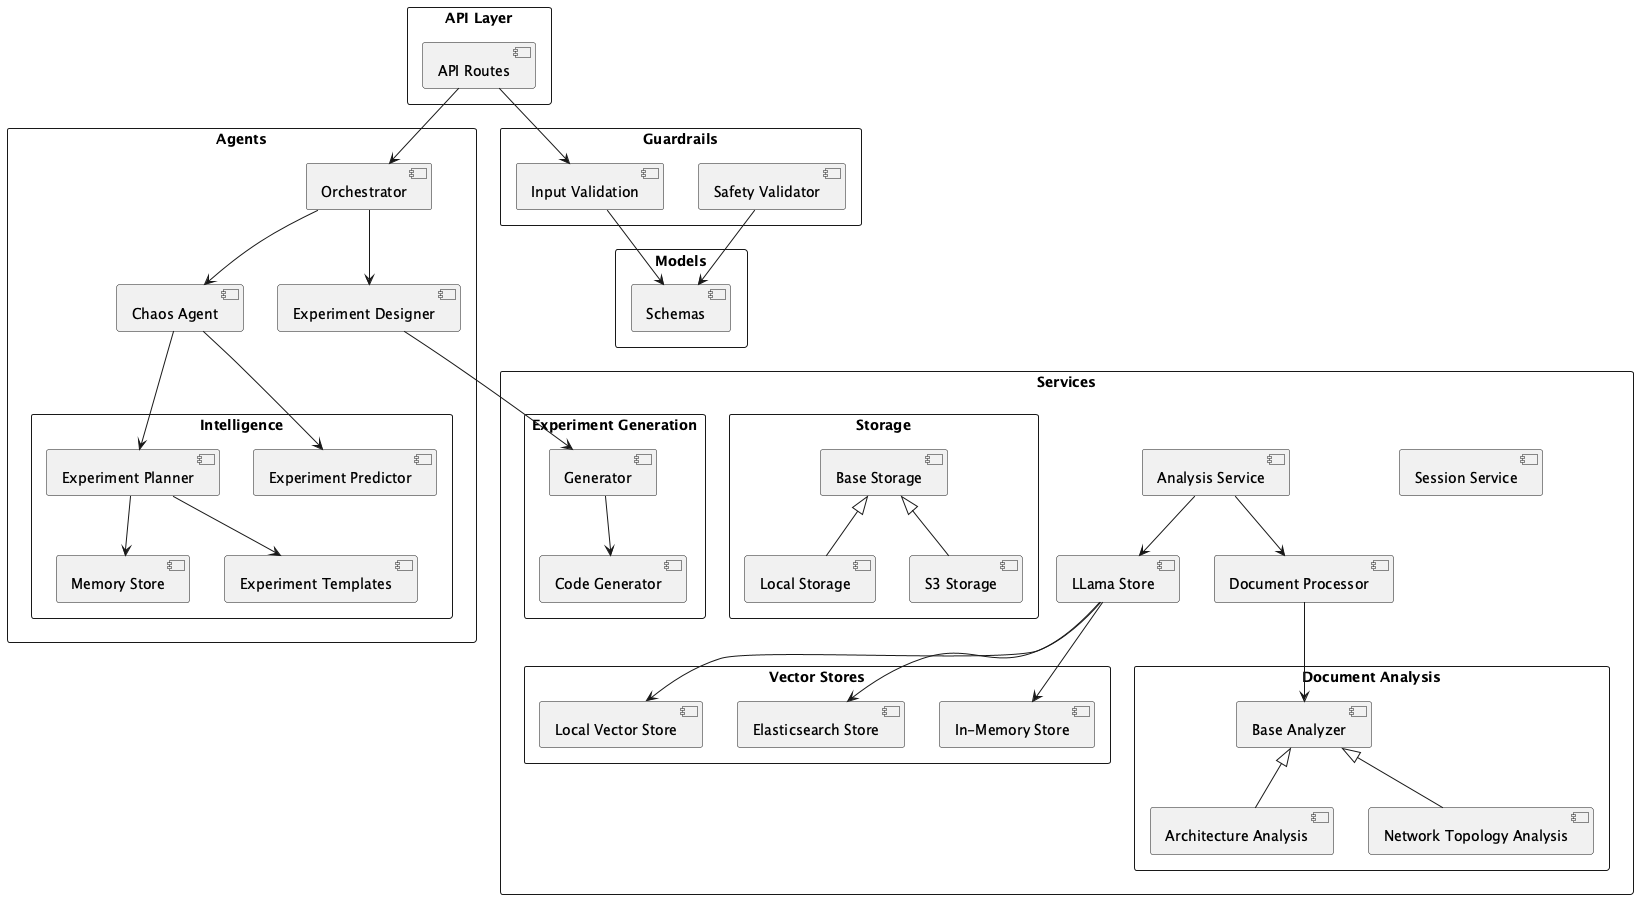 API Layer
API Routes
Agents
Guardrails
Orchestrator
Input Validation
Safety Validator
Models
Chaos Agent
Experiment Designer
Schemas
Services
Intelligence
Experiment Generation
Storage
Experiment Planner
Experiment Predictor
Generator
Base Storage
Analysis Service
Session Service
Memory Store
Experiment Templates
Code Generator
Local Storage
S3 Storage
LLama Store
Document Processor
Vector Stores
Document Analysis
Local Vector Store
Elasticsearch Store
In-Memory Store
Base Analyzer
Architecture Analysis
Network Topology Analysis